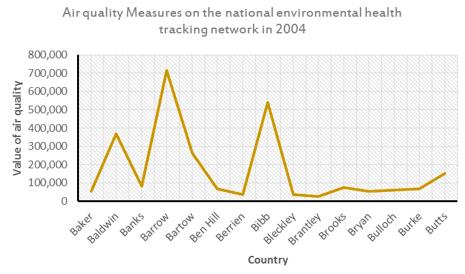 Air quality Measures on the national environmental health
tracking network in 2004
Value of air quality
800,000
700,000
600,000
500,000
400,000
300,000
200,000
100,000
0
Baker
Baldwin
Banks
Barrow
Bartow
Ben Hill
Berrien
Bibb
Bleckley
Brantley
Brooks
Bryan
Bulloch
Burke
Butts
Country